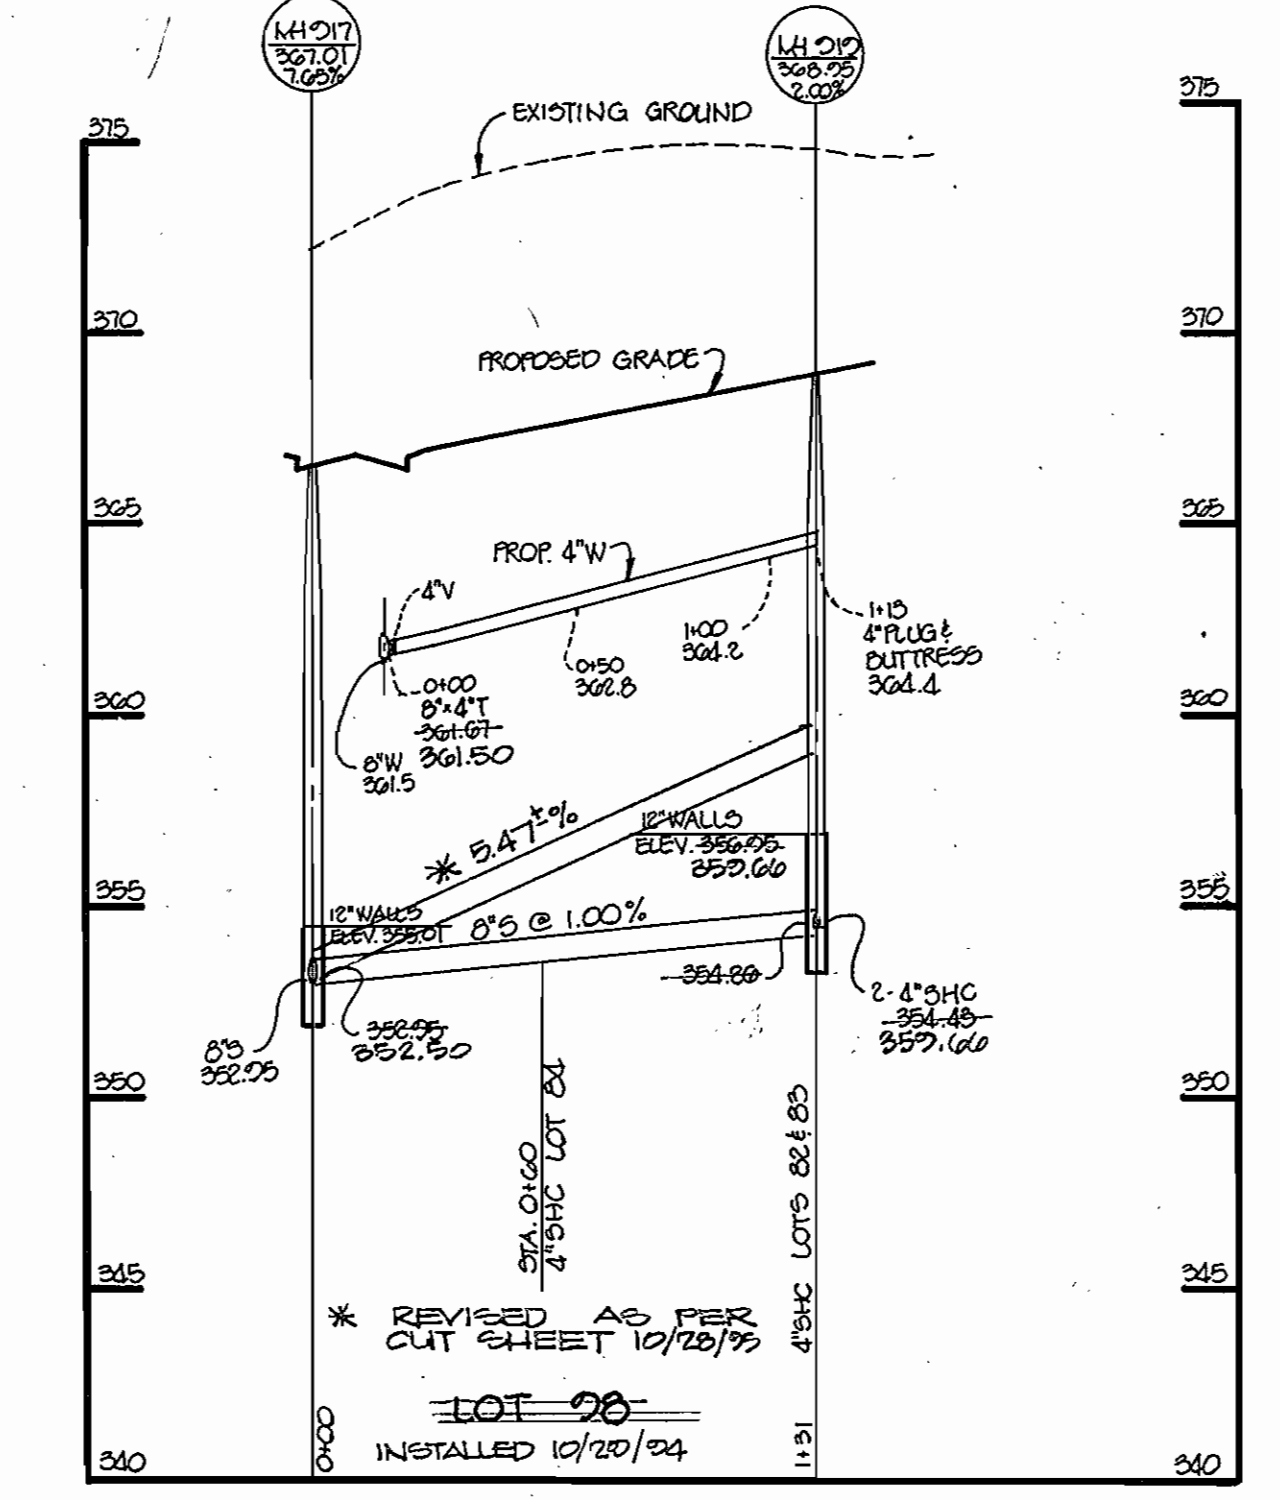 MH 917
367.01
7.65%
MH 919
368.95
2.00%
375
375
EXISTING GROUND
370
370
PROPOSED GRADE
365
365
PROP. 4"W
4"V
1+13
4" PLUG &
BUTTRESS
364.4
1+00
364.2
0+50
362.8
0+00
8"x4"T
361.67
361.50
8"W
361.5
360
360
* 5.47±%
12" WALLS
ELEV. 356.95
359.66
355
355
12" WALLS
ELEV. 355.01
8"S @ 1.00%
354.26
2-4"SHC
354.43
359.66
352.95
352.50
8"S
352.95
350
350
STA. 0+60
4"SHC LOT 84
4"SHC LOTS 82 & 83
345
345
* REVISED AS PER
CUT SHEET 10/28/95
LOT 98
INSTALLED 10/20/94
0+00
1+31
340
340